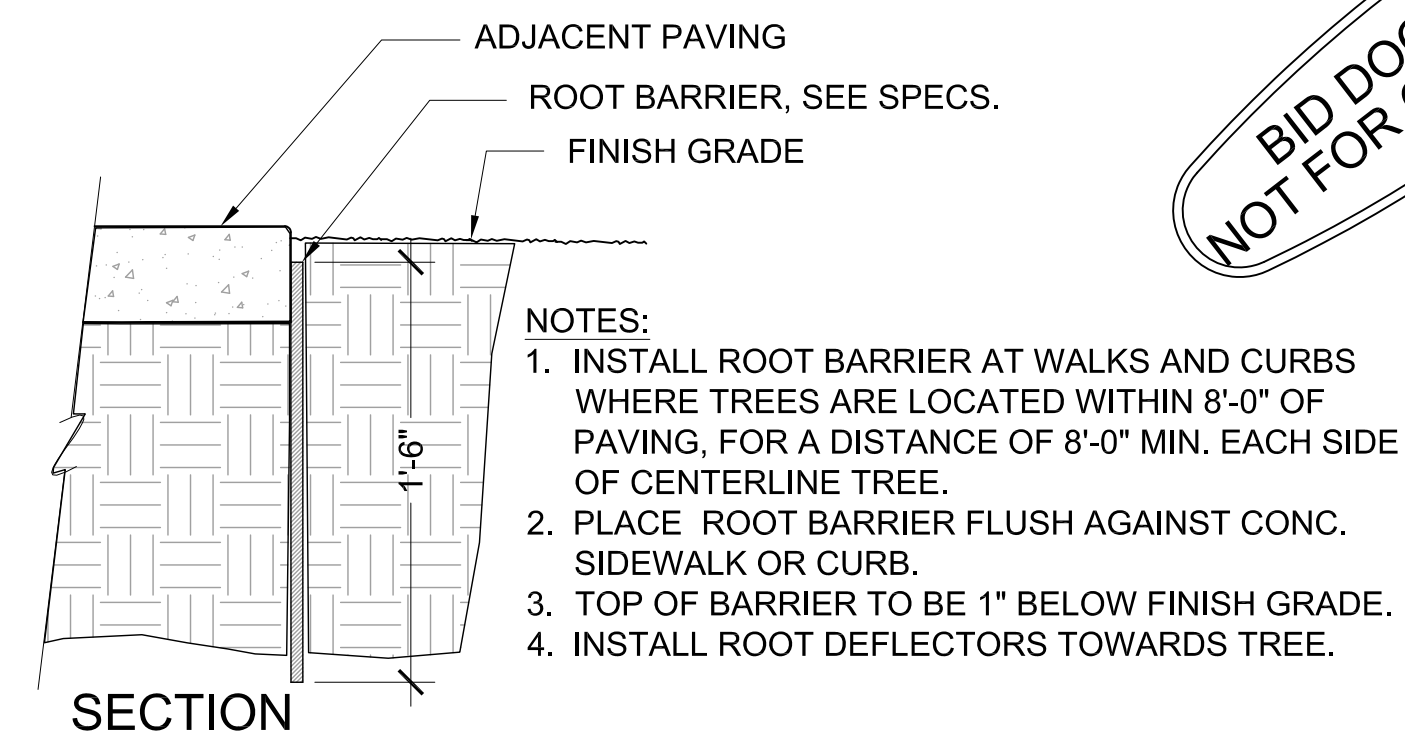 ADJACENT PAVING
ROOT BARRIER, SEE SPECS.
FINISH GRADE
BID
NOT FOR
1'-6"
NOTES:
1. INSTALL ROOT BARRIER AT WALKS AND CURBS
WHERE TREES ARE LOCATED WITHIN 8'-0" OF
PAVING, FOR A DISTANCE OF 8'-0" MIN. EACH SIDE
OF CENTERLINE TREE.
2. PLACE ROOT BARRIER FLUSH AGAINST CONC.
SIDEWALK OR CURB.
3. TOP OF BARRIER TO BE 1" BELOW FINISH GRADE.
4. INSTALL ROOT DEFLECTORS TOWARDS TREE.
SECTION